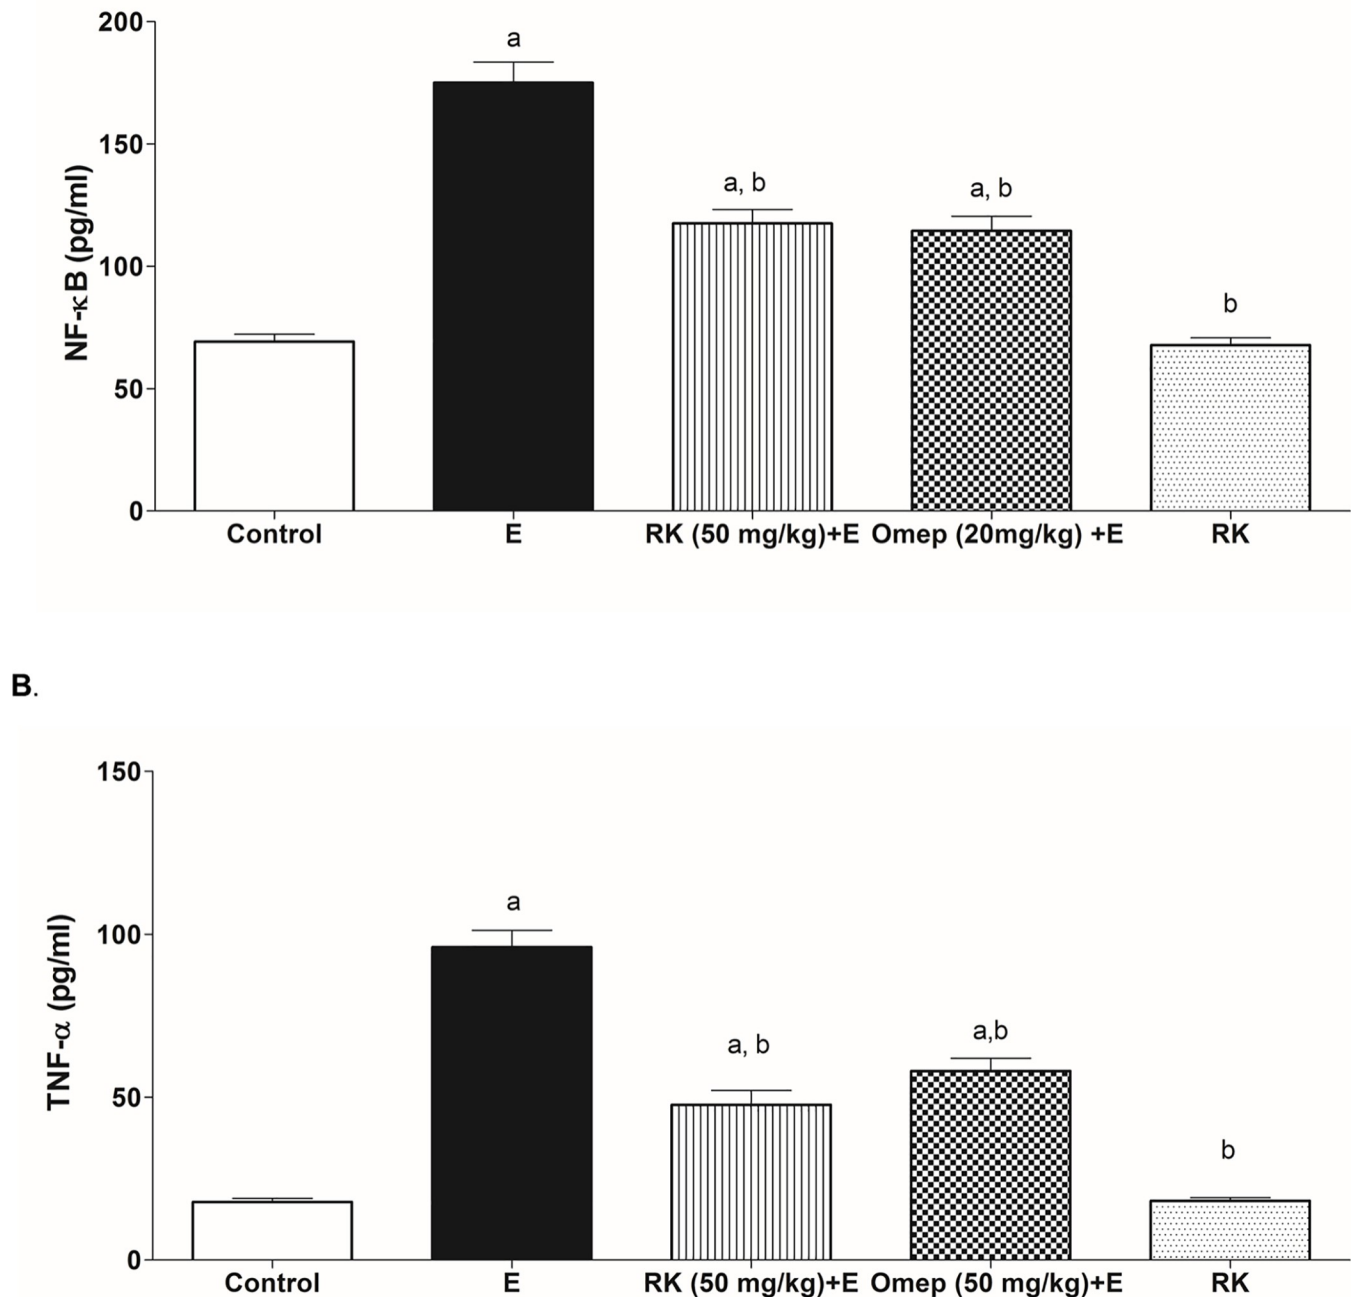 200
a
150
a, b
a, b
NF-κB (pg/ml)
100
b
50
0
Control E RK (50 mg/kg)+E Omep (20mg/kg) +E RK
B.
150
a
100
TNF-α (pg/ml)
a, b
a,b
50
b
0
Control E RK (50 mg/kg)+E Omep (50 mg/kg)+E RK